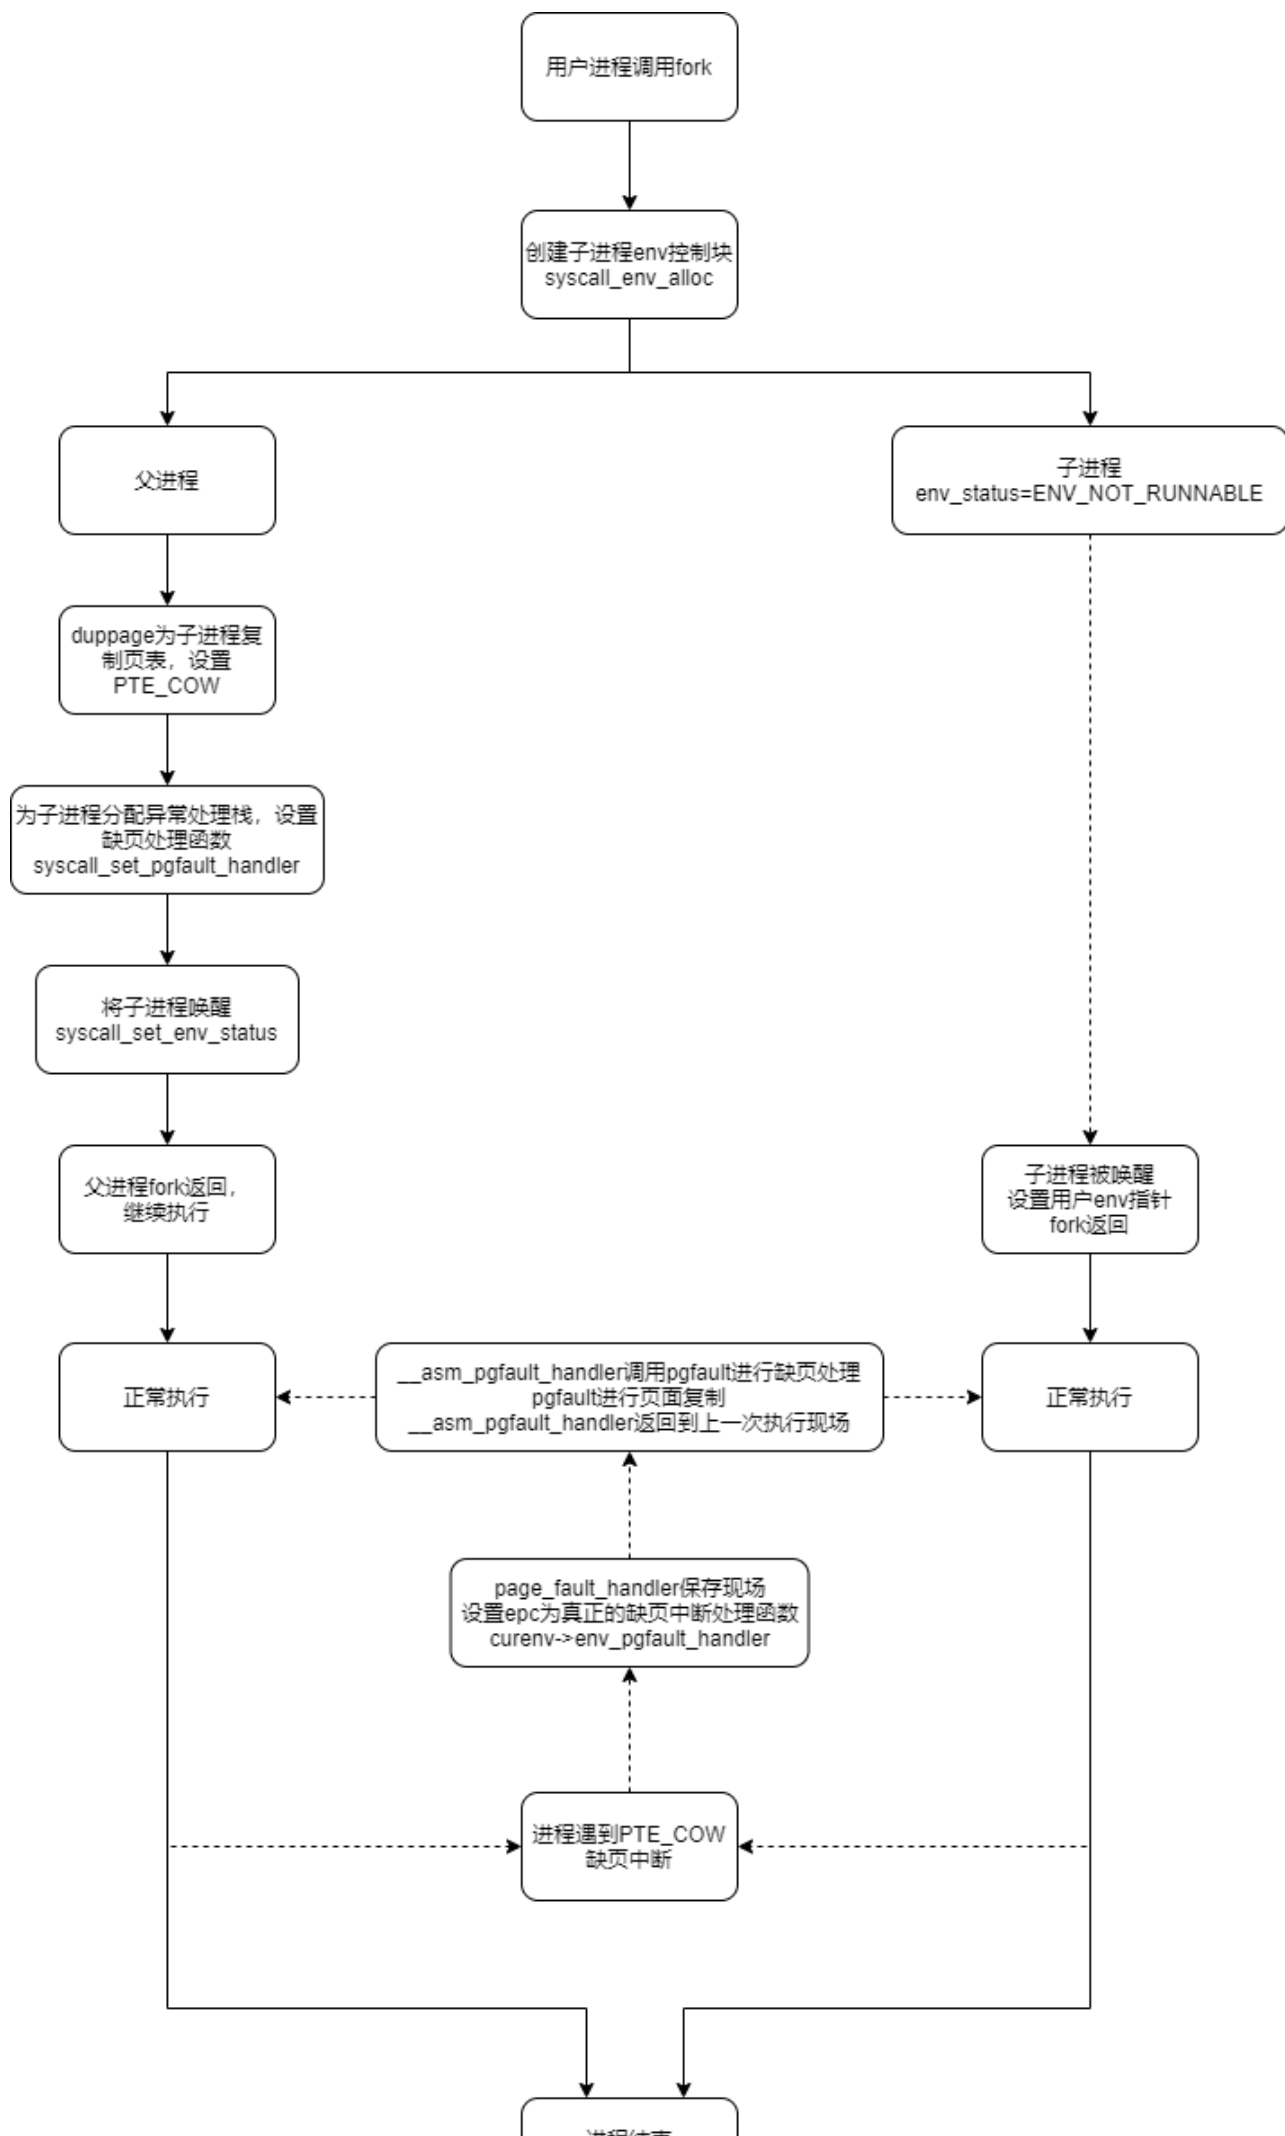 用户进程调用fork
创建子进程env控制块
syscall_env_alloc
父进程
子进程
env_status=ENV_NOT_RUNNABLE
duppage为子进程复
制页表，设置
PTE_COW
为子进程分配异常处理栈，设置
缺页处理函数
syscall_set_pgfault_handler
将子进程唤醒
syscall_set_env_status
父进程fork返回，
继续执行
子进程被唤醒
设置用户env指针
fork返回
正常执行
__asm_pgfault_handler调用pgfault进行缺页处理
pgfault进行页面复制
__asm_pgfault_handler返回到上一次执行现场
正常执行
page_fault_handler保存现场
设置epc为真正的缺页中断处理函数
curenv->env_pgfault_handler
进程遇到PTE_COW
缺页中断
进程结束